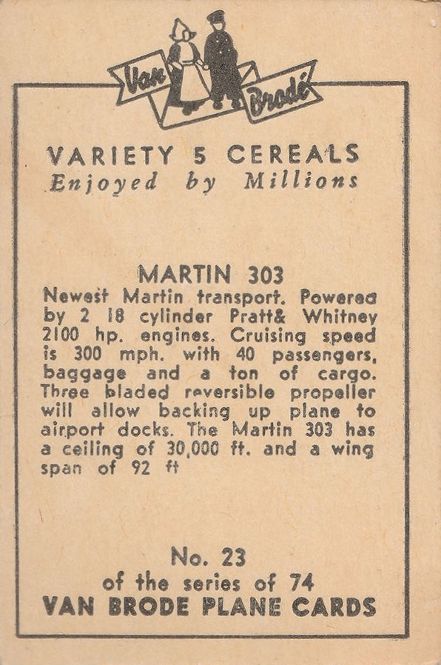 Van Brodé
VARIETY 5 CEREALS
Enjoyed by Millions
MARTIN 303
Newest Martin transport. Powered
by 2 18 cylinder Pratt& Whitney
2100 hp. engines. Cruising speed
is 300 mph. with 40 passengers,
baggage and a ton of cargo.
Three bladed reversible propeller
will allow backing up plane to
airport docks. The Martin 303 has
a ceiling of 30,000 ft. and a wing
span of 92 ft
No. 23
of the series of 74
VAN BRODE PLANE CARDS